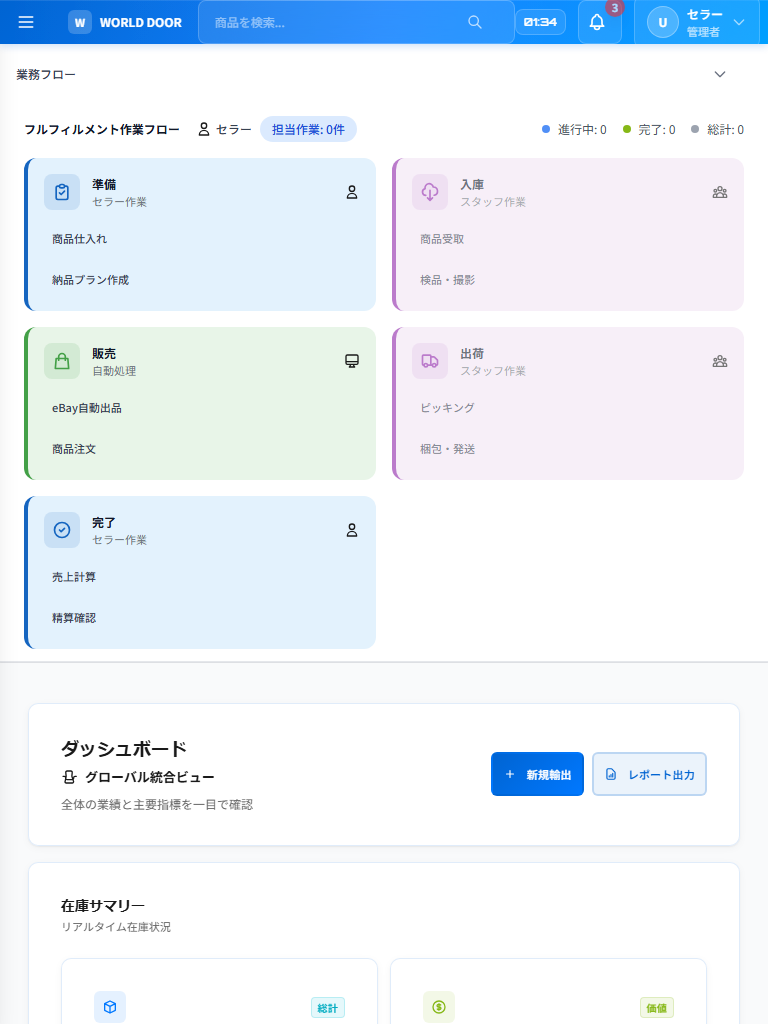 W WORLD DOOR 商品を検索... 01:34 3 U セラー
管理者
業務フロー
フルフィルメント作業フロー セラー 担当作業: 0件 進行中: 0 完了: 0 総計: 0
準備
セラー作業
商品仕入れ
納品プラン作成
入庫
スタッフ作業
商品受取
検品・撮影
販売
自動処理
eBay自動出品
商品注文
出荷
スタッフ作業
ピッキング
梱包・発送
完了
セラー作業
売上計算
精算確認
ダッシュボード
グローバル統合ビュー
全体の業績と主要指標を一目で確認
新規輸出 レポート出力
在庫サマリー
リアルタイム在庫状況
総計 価値